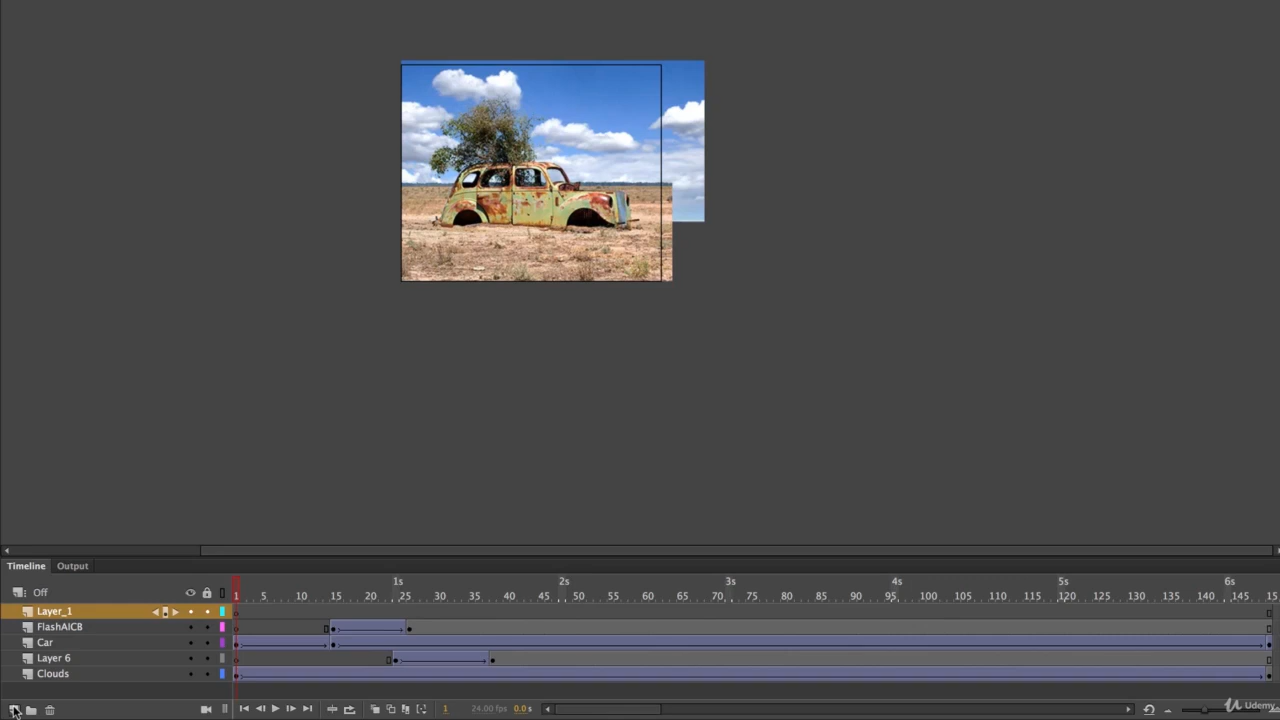 Timeline Output
1s 2s 3s 4s 5s 6s
Off
1 5 10 15 20 25 30 35 40 45 50 55 60 65 70 75 80 85 90 95 100 105 110 115 120 125 130 135 140 145 15
Layer_1
FlashAICB
Car
Layer 6
Clouds
1 24.00 fps 0.0 s
Udemy